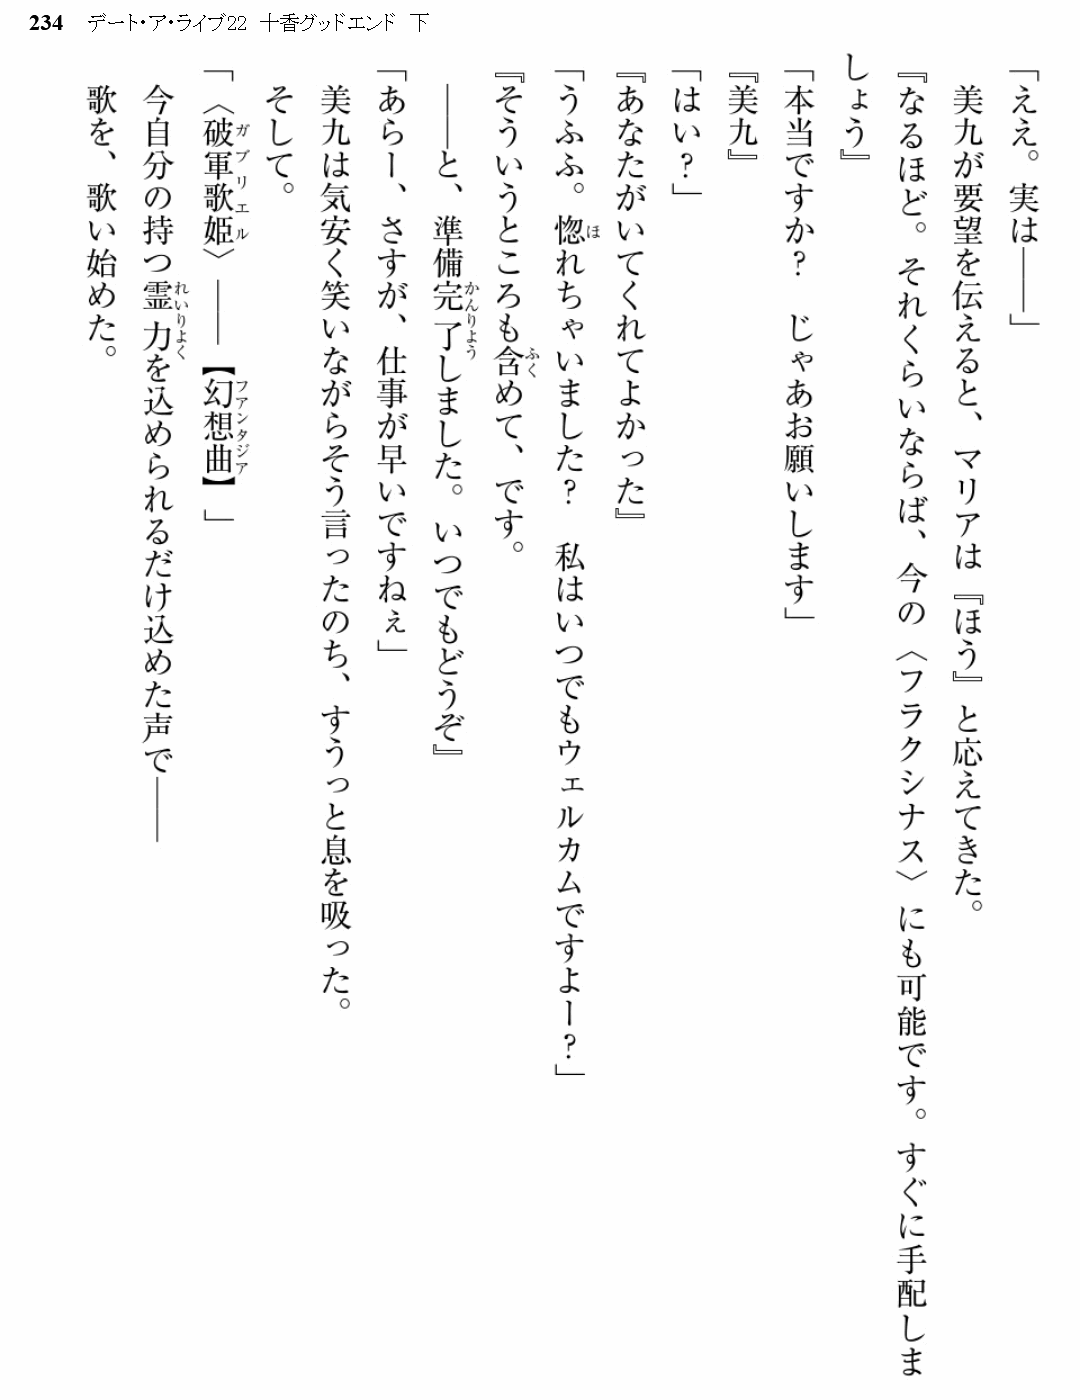 234 デート・ア・ライブ22 十香グッドエンド 下
「ええ。実は――」
美九が要望を伝えると、マリアは『ほう』と応えてきた。
『なるほど。それくらいならば、今の〈フラクシナス〉にも可能です。すぐに手配しま
しょう』
「本当ですか？ じゃあお願いします」
『美九』
「はい？」
『あなたがいてくれてよかった』
「うふふ。惚れちゃいました？ 私はいつでもウェルカムですよー？」
『そういうところも含めて、です。
――と、準備完了しました。いつでもどうぞ』
「あらー、さすが、仕事が早いですねぇ」
美九は気安く笑いながらそう言ったのち、すうっと息を吸った。
そして。
「〈破軍歌姫〉――【幻想曲】」
今自分の持つ霊力を込められるだけ込めた声で――
歌を、歌い始めた。